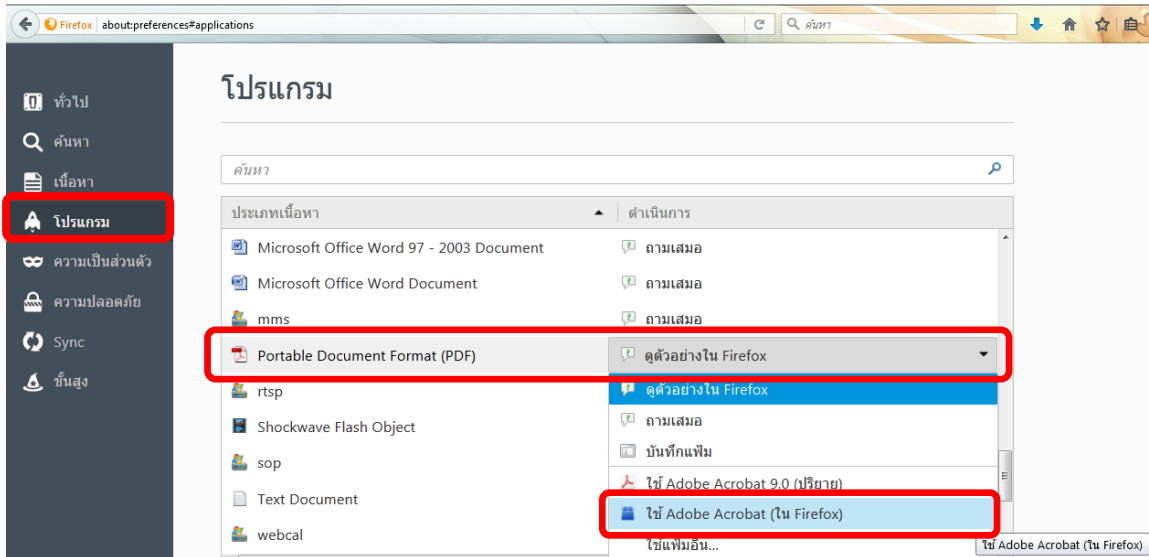 Firefox about:preferences#applications ค้นหา
โปรแกรม
ทั่วไป
ค้นหา
เนื้อหา
โปรแกรม
ความเป็นส่วนตัว
ความปลอดภัย
Sync
ขั้นสูง
ค้นหา
ประเภทเนื้อหา ดำเนินการ
Microsoft Office Word 97 - 2003 Document ถามเสมอ
Microsoft Office Word Document ถามเสมอ
mms ถามเสมอ
Portable Document Format (PDF) ดูตัวอย่างใน Firefox
rtsp ดูตัวอย่างใน Firefox
Shockwave Flash Object ถามเสมอ
บันทึกแฟ้ม
sop
ใช้ Adobe Acrobat 9.0 (ปริยาย)
Text Document
ใช้ Adobe Acrobat (ใน Firefox)
webcal
ใช้แฟ้มอื่น...
ใช้ Adobe Acrobat (ใน Firefox)